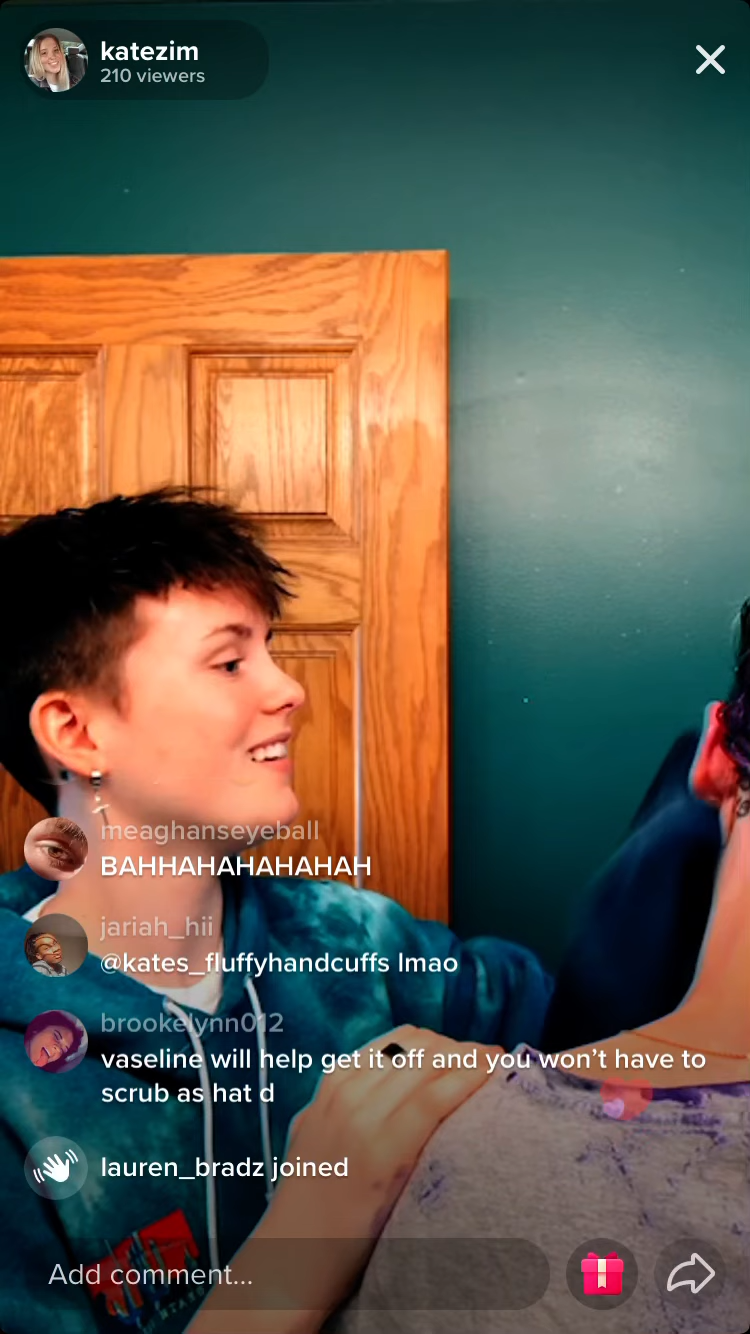 katezim
210 viewers
meaghanseyeball
BAHHAHAHAHAHAH
jariah_hii
@kates_fluffyhandcuffs lmao
brookelynn012
vaseline will help get it off and you won’t have to
scrub as hat d
lauren_bradz joined
Add comment...